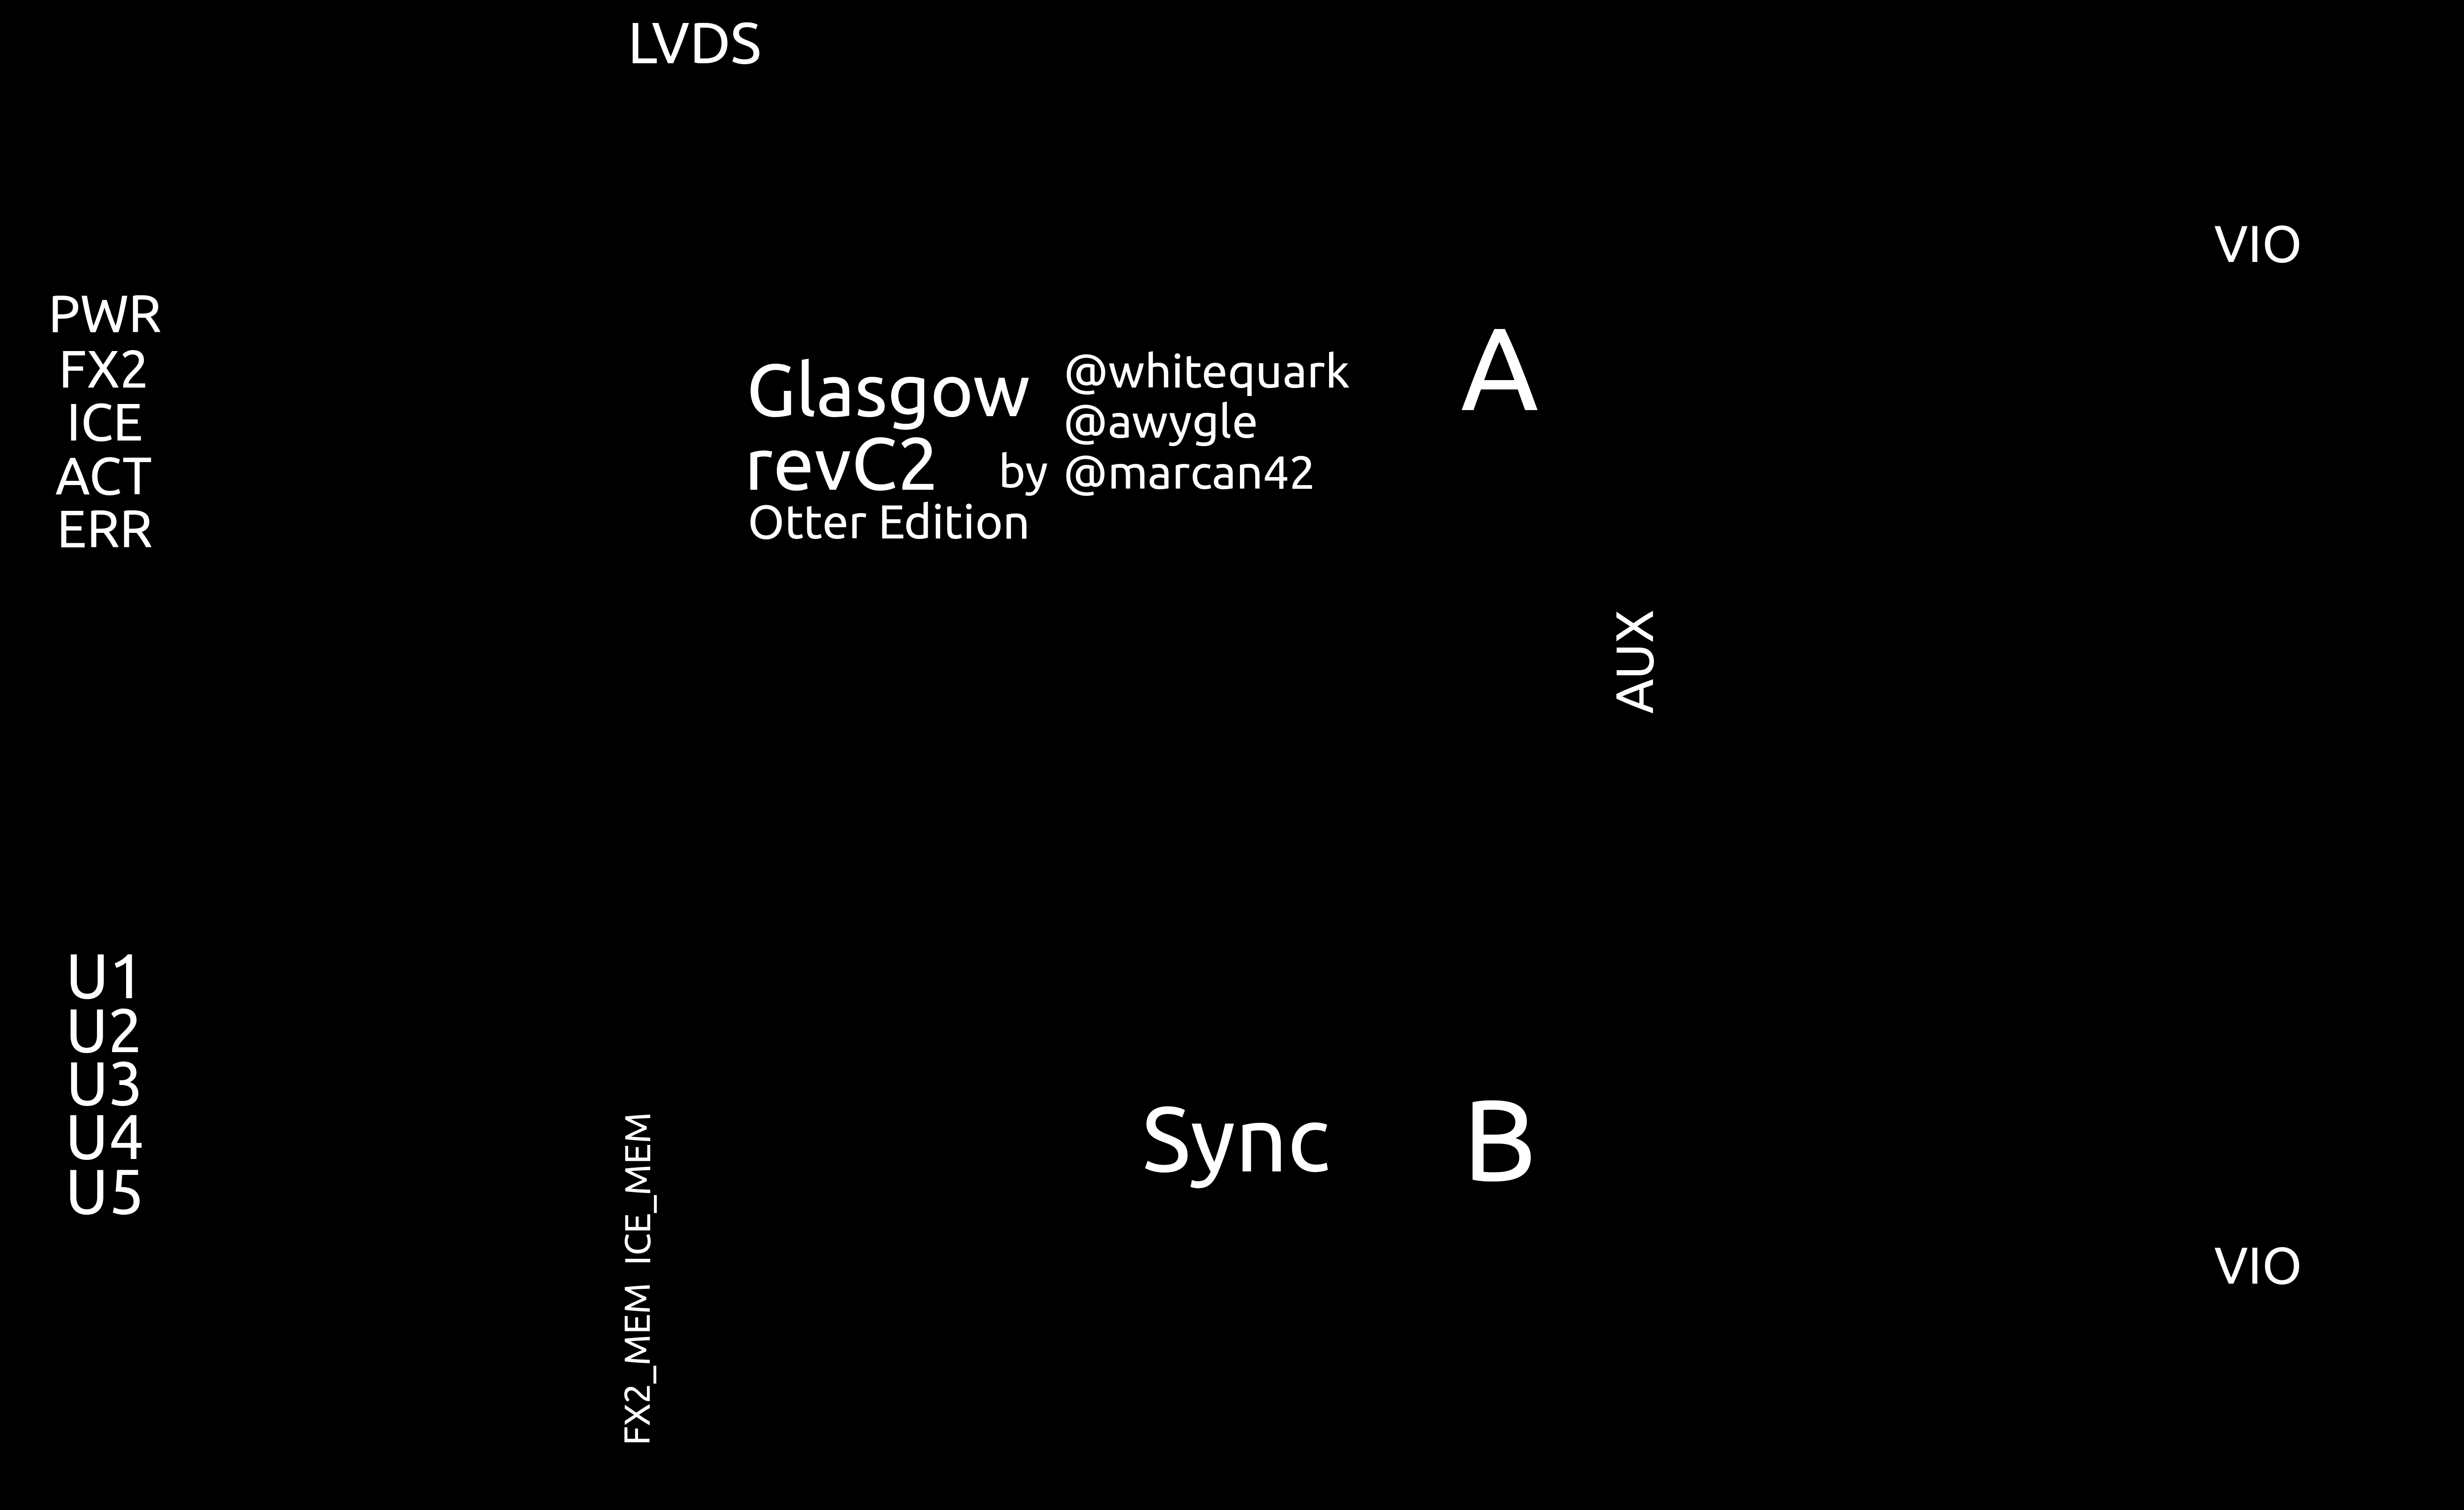 LVDS
VIO
PWR
FX2
ICE
ACT
ERR
Glasgow
revC2
Otter Edition
by
@whitequark
@awygle
@marcan42
A
AUX
U1
U2
U3
U4
U5
FX2_MEM ICE_MEM
Sync
B
VIO